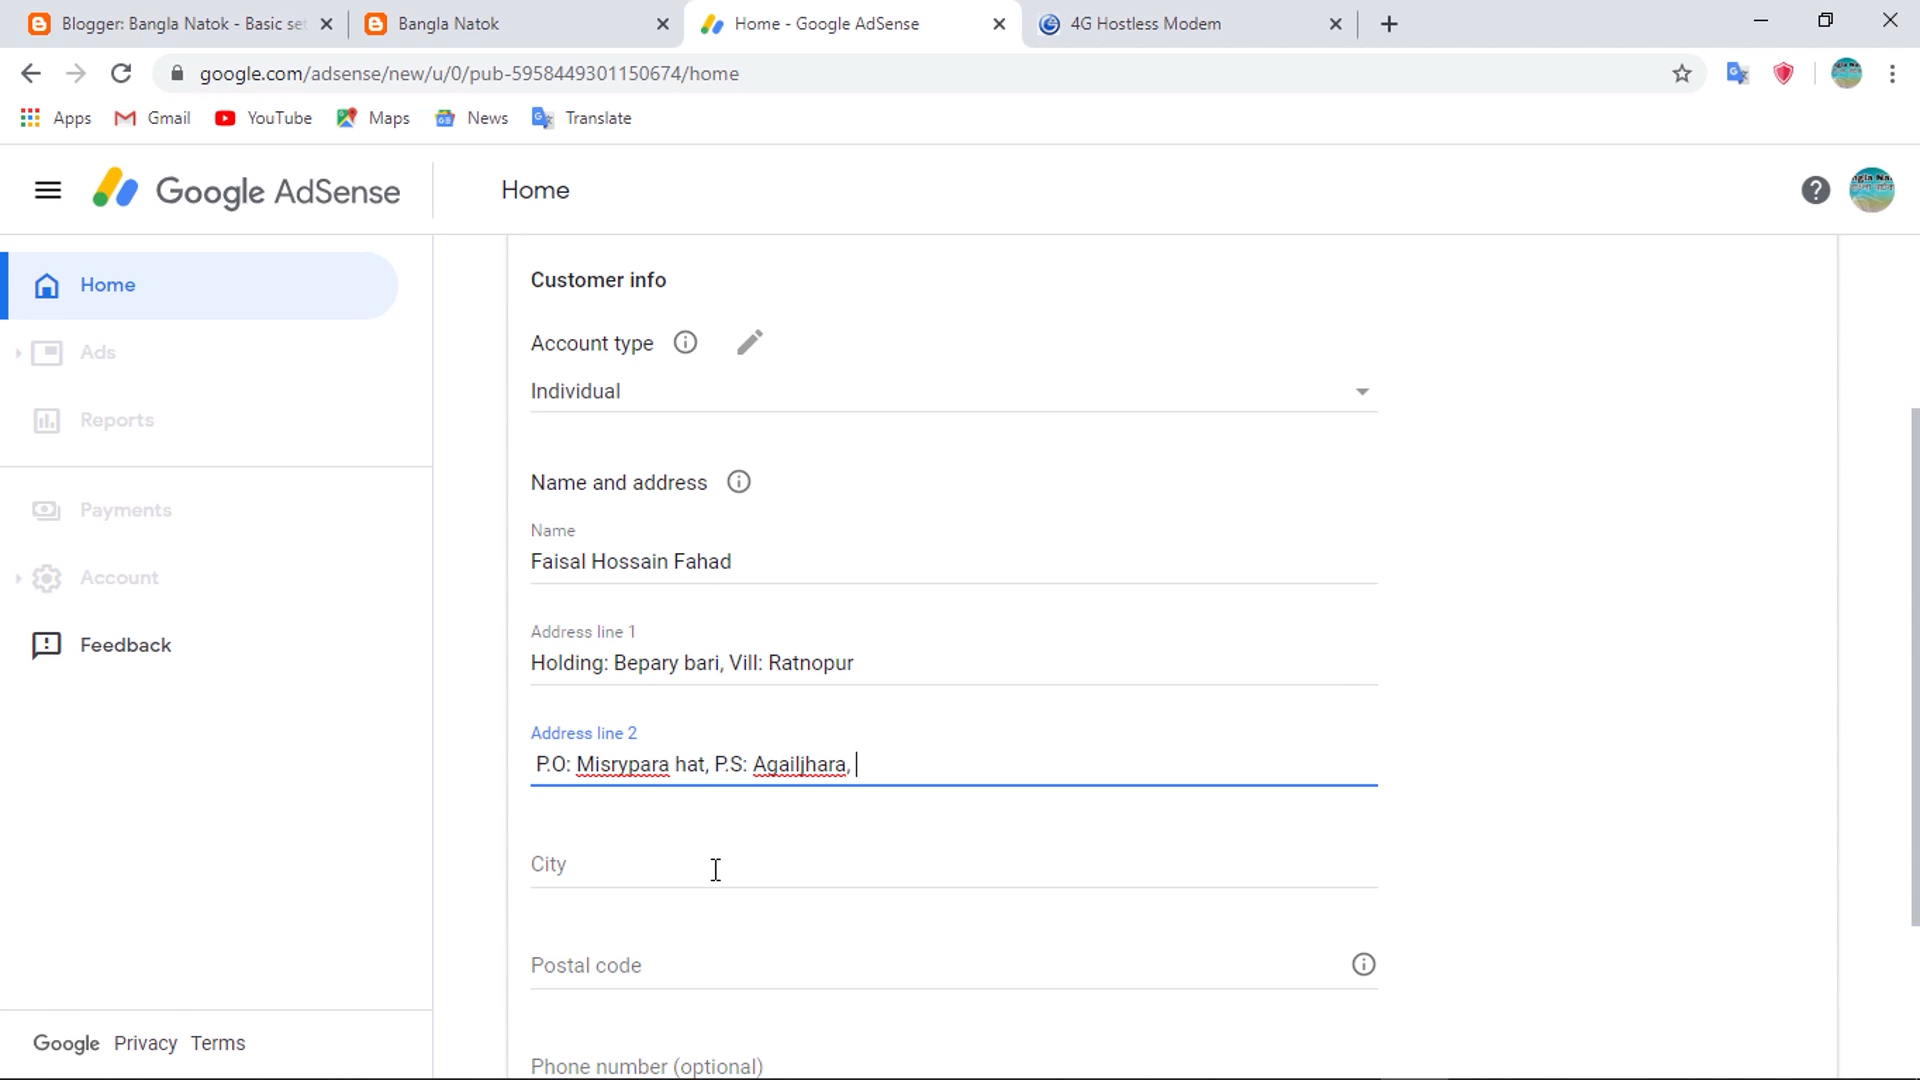 Blogger: Bangla Natok - Basic set
Bangla Natok
Home - Google AdSense
4G Hostless Modem
google.com/adsense/new/u/0/pub-5958449301150674/home
Apps
Gmail
YouTube
Maps
News
Translate
Google AdSense
Home
Home
Ads
Reports
Payments
Account
Feedback
Google Privacy Terms
Customer info
Account type
Individual
Name and address
Name
Faisal Hossain Fahad
Address line 1
Holding: Bepary bari, Vill: Ratnopur
Address line 2
P.O: Misrypara hat, P.S: Agailjhara,
City
Postal code
Phone number (optional)